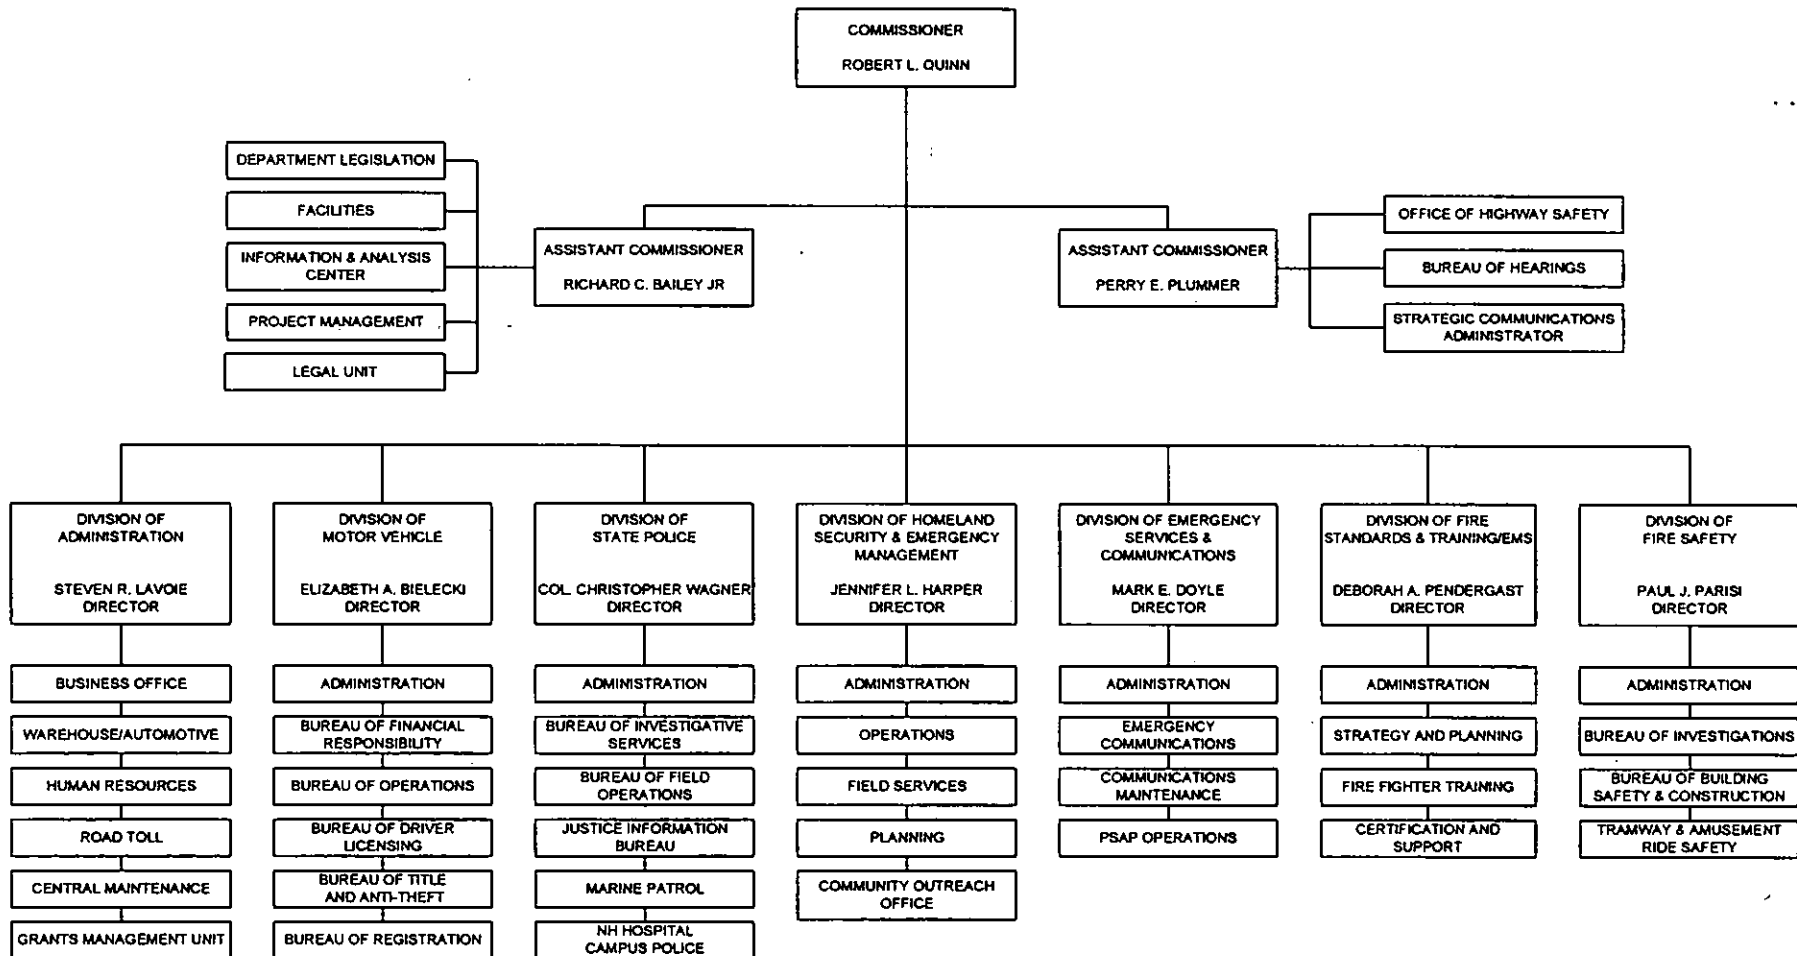 COMMISSIONER
ROBERT L. QUINN
DEPARTMENT LEGISLATION
FACILITIES
INFORMATION & ANALYSIS
CENTER
PROJECT MANAGEMENT
LEGAL UNIT
ASSISTANT COMMISSIONER
RICHARD C. BAILEY JR
ASSISTANT COMMISSIONER
PERRY E. PLUMMER
OFFICE OF HIGHWAY SAFETY
BUREAU OF HEARINGS
STRATEGIC COMMUNICATIONS
ADMINISTRATOR
DIVISION OF
ADMINISTRATION
STEVEN R. LAVOIE
DIRECTOR
BUSINESS OFFICE
WAREHOUSE/AUTOMOTIVE
HUMAN RESOURCES
ROAD TOLL
CENTRAL MAINTENANCE
GRANTS MANAGEMENT UNIT
DIVISION OF
MOTOR VEHICLE
ELIZABETH A. BIELECKI
DIRECTOR
ADMINISTRATION
BUREAU OF FINANCIAL
RESPONSIBILITY
BUREAU OF OPERATIONS
BUREAU OF DRIVER
LICENSING
BUREAU OF TITLE
AND ANTI-THEFT
BUREAU OF REGISTRATION
DIVISION OF
STATE POLICE
COL. CHRISTOPHER WAGNER
DIRECTOR
ADMINISTRATION
BUREAU OF INVESTIGATIVE
SERVICES
BUREAU OF FIELD
OPERATIONS
JUSTICE INFORMATION
BUREAU
MARINE PATROL
NH HOSPITAL
CAMPUS POLICE
DIVISION OF HOMELAND
SECURITY & EMERGENCY
MANAGEMENT
JENNIFER L. HARPER
DIRECTOR
ADMINISTRATION
OPERATIONS
FIELD SERVICES
PLANNING
COMMUNITY OUTREACH
OFFICE
DIVISION OF EMERGENCY
SERVICES &
COMMUNICATIONS
MARK E. DOYLE
DIRECTOR
ADMINISTRATION
EMERGENCY
COMMUNICATIONS
COMMUNICATIONS
MAINTENANCE
PSAP OPERATIONS
DIVISION OF FIRE
STANDARDS & TRAINING/EMS
DEBORAH A. PENDERGAST
DIRECTOR
ADMINISTRATION
STRATEGY AND PLANNING
FIRE FIGHTER TRAINING
CERTIFICATION AND
SUPPORT
DIVISION OF
FIRE SAFETY
PAUL J. PARISI
DIRECTOR
ADMINISTRATION
BUREAU OF INVESTIGATIONS
BUREAU OF BUILDING
SAFETY & CONSTRUCTION
TRAMWAY & AMUSEMENT
RIDE SAFETY